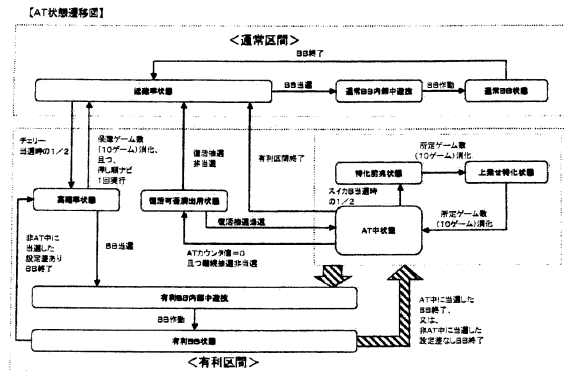 【AT状態遷移図】
＜通常区間＞
BB終了
低確率状態
BB当選
通常BB内部中遊技
BB作動
通常BB状態
チェリー
当選時の1／2
保障ゲーム数
(10ゲーム)消化、
且つ、
押し順ナビ
1回実行
復活抽選
非当選
有利区間終了
特化前兆状態
所定ゲーム数
(10ゲーム)消化
上乗せ特化状態
スイカB当選時
の1／2
高確率状態
復活可否演出用状態
復活抽選当選
AT中状態
所定ゲーム数
(10ゲーム)消化
非AT中に
当選した
設定差あり
BB終了
BB当選
ATカウンタ値＝0
且つ継続抽選非当選
有利BB内部中遊技
BB作動
有利BB状態
AT中に当選した
BB終了、
又は、
非AT中に当選した
設定差なしBB終了
＜有利区間＞